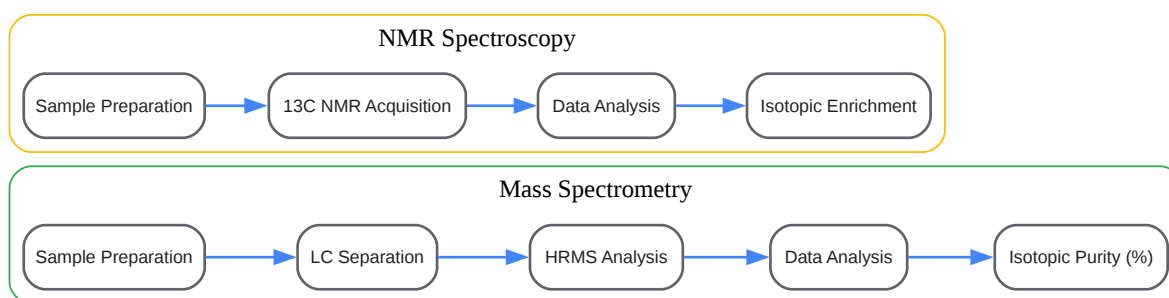 NMR Spectroscopy
Sample Preparation
13C NMR Acquisition
Data Analysis
Isotopic Enrichment
Mass Spectrometry
Sample Preparation
LC Separation
HRMS Analysis
Data Analysis
Isotopic Purity (%)